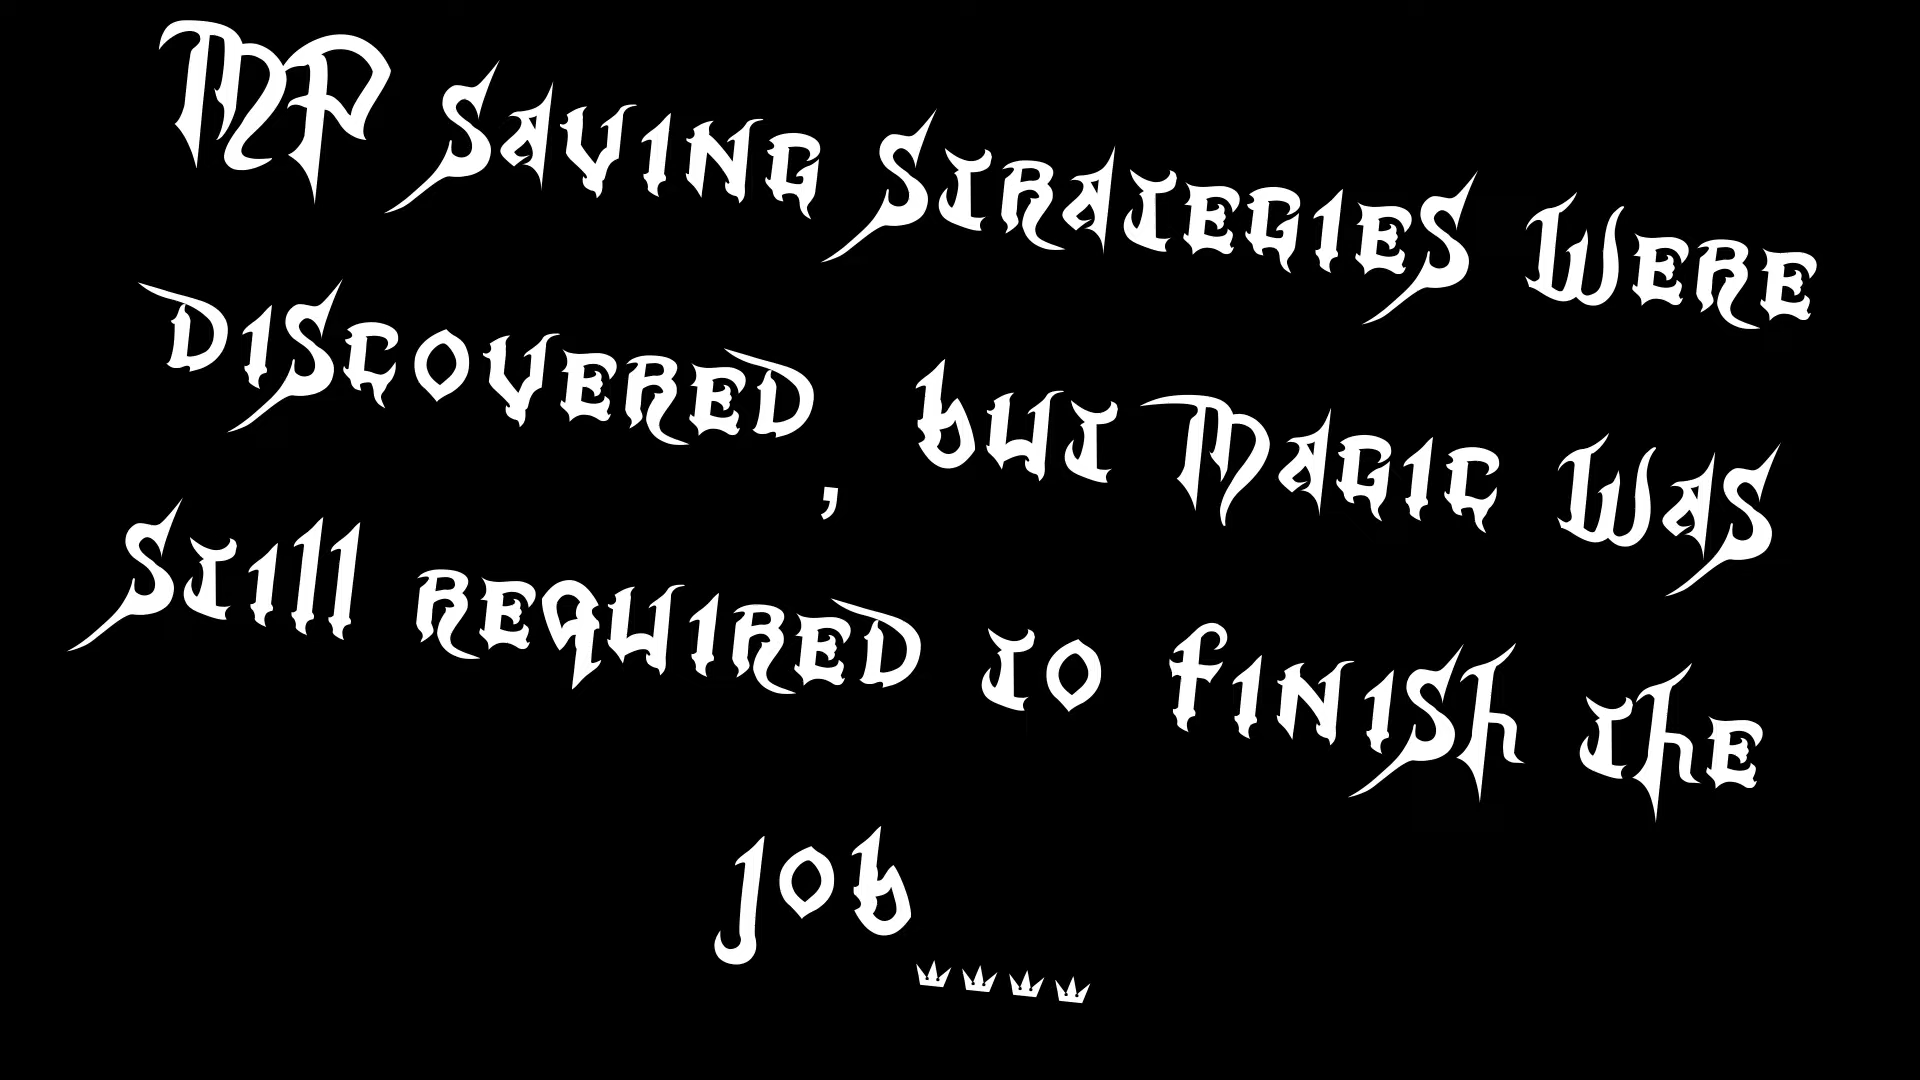 MP Saving Strategies Were
Discovered, but Magic Was
Still required to finish the
job....